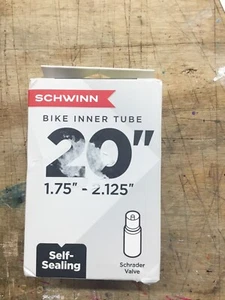 SCHWINN
BIKE INNER TUBE
20"
1.75" - 2.125"
Self-
Sealing
Schrader
Valve